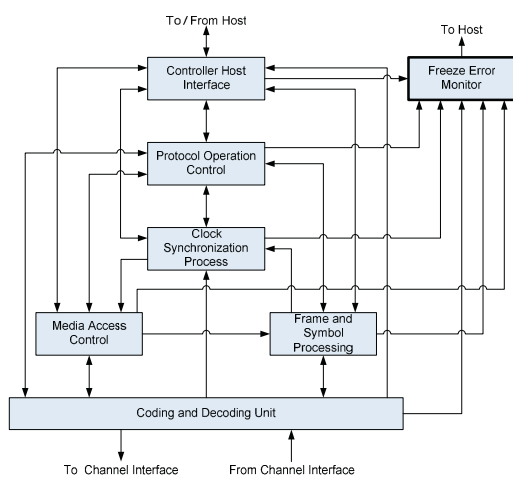 To / From Host
To Host
Controller Host
Interface
Freeze Error
Monitor
Protocol Operation
Control
Clock
Synchronization
Process
Media Access
Control
Frame and
Symbol
Processing
Coding and Decoding Unit
To Channel Interface
From Channel Interface